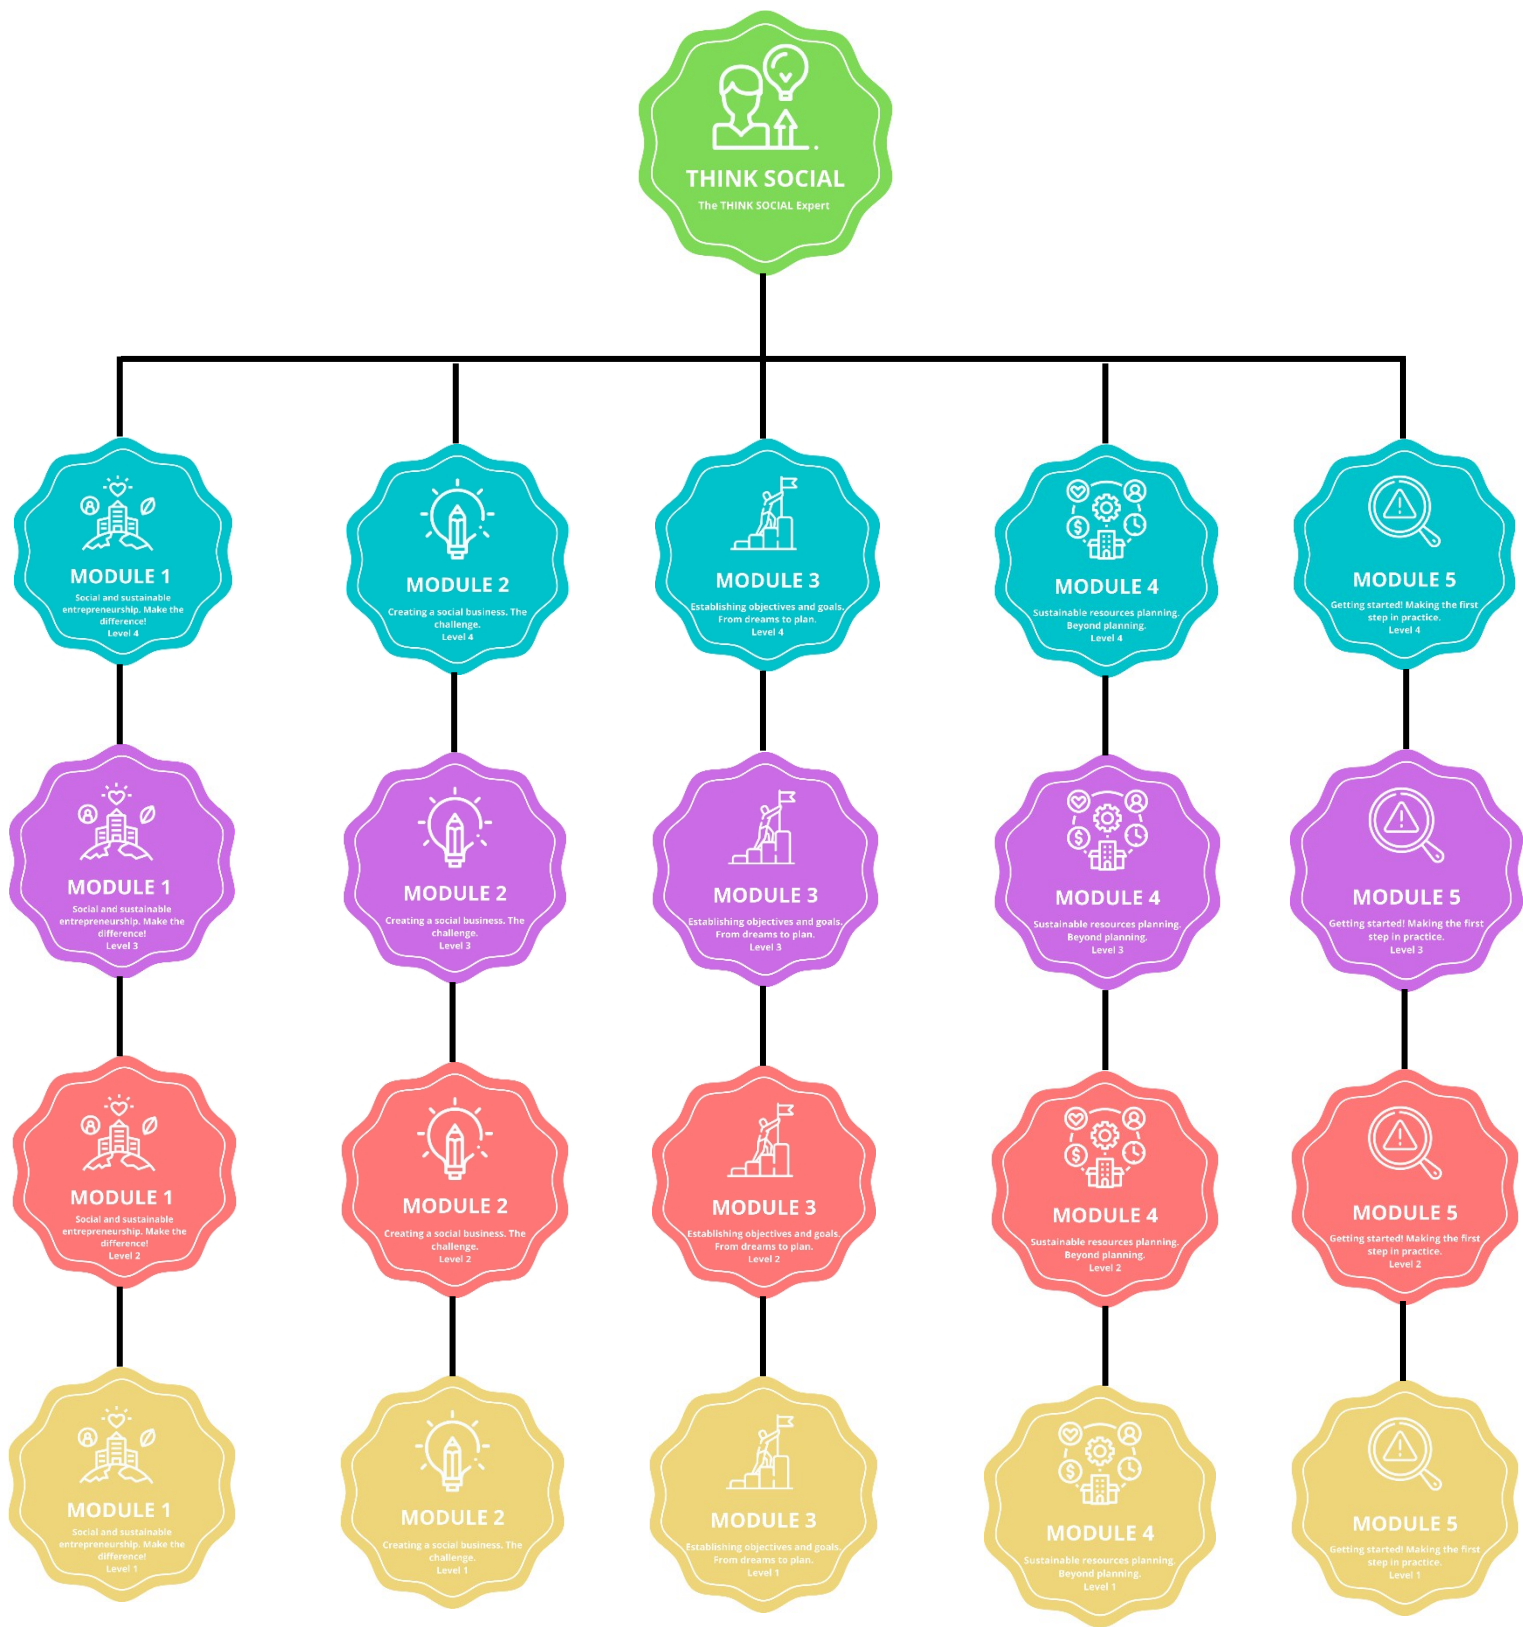 THINK SOCIAL
The THINK SOCIAL Expert
MODULE 1
Social and sustainable
entrepreneurship. Make the
difference!
Level 4
MODULE 2
Creating a social business. The
challenge.
Level 4
MODULE 3
Establishing objectives and goals.
From dreams to plan.
Level 4
MODULE 4
Sustainable resources planning.
Beyond planning.
Level 4
MODULE 5
Getting started! Making the first
step in practice.
Level 4
MODULE 1
Social and sustainable
entrepreneurship. Make the
difference!
Level 3
MODULE 2
Creating a social business. The
challenge.
Level 3
MODULE 3
Establishing objectives and goals.
From dreams to plan.
Level 3
MODULE 4
Sustainable resources planning.
Beyond planning.
Level 3
MODULE 5
Getting started! Making the first
step in practice.
Level 3
MODULE 1
Social and sustainable
entrepreneurship. Make the
difference!
Level 2
MODULE 2
Creating a social business. The
challenge.
Level 2
MODULE 3
Establishing objectives and goals.
From dreams to plan.
Level 2
MODULE 4
Sustainable resources planning.
Beyond planning.
Level 2
MODULE 5
Getting started! Making the first
step in practice.
Level 2
MODULE 1
Social and sustainable
entrepreneurship. Make the
difference!
Level 1
MODULE 2
Creating a social business. The
challenge.
Level 1
MODULE 3
Establishing objectives and goals.
From dreams to plan.
Level 1
MODULE 4
Sustainable resources planning.
Beyond planning.
Level 1
MODULE 5
Getting started! Making the first
step in practice.
Level 1